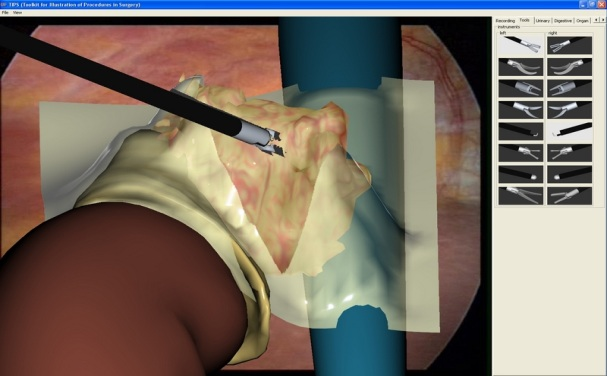 TIPS (Toolkit for Illustration of Procedures in Surgery)
File View
Recording Tools Urinary Digestive Organ
Instruments
left right